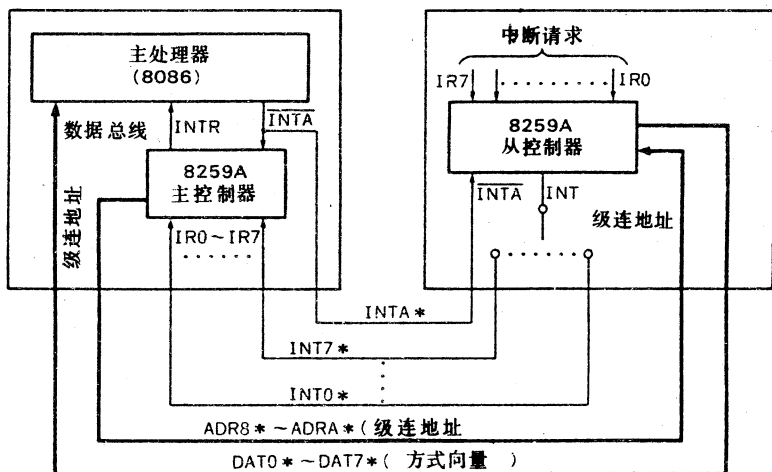 主处理器
(8086)
数据总线
INTR
INTA
8259A
主控制器
级连地址
IR0～IR7
······
中断请求
IR7
IR0
8259A
从控制器
INTA
INT
级连地址
INTA*
INT7*
INT0*
ADR8*～ADRA*(级连地址
DAT0*～DAT7*(方式向量)